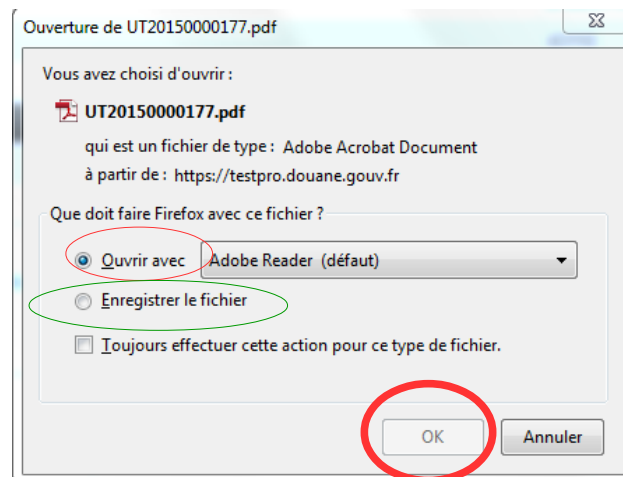 Ouverture de UT20150000177.pdf
Vous avez choisi d'ouvrir :
UT20150000177.pdf
qui est un fichier de type : Adobe Acrobat Document
à partir de : https://testpro.douane.gouv.fr
Que doit faire Firefox avec ce fichier ?
Ouvrir avec Adobe Reader (défaut)
Enregistrer le fichier
Toujours effectuer cette action pour ce type de fichier.
OK Annuler